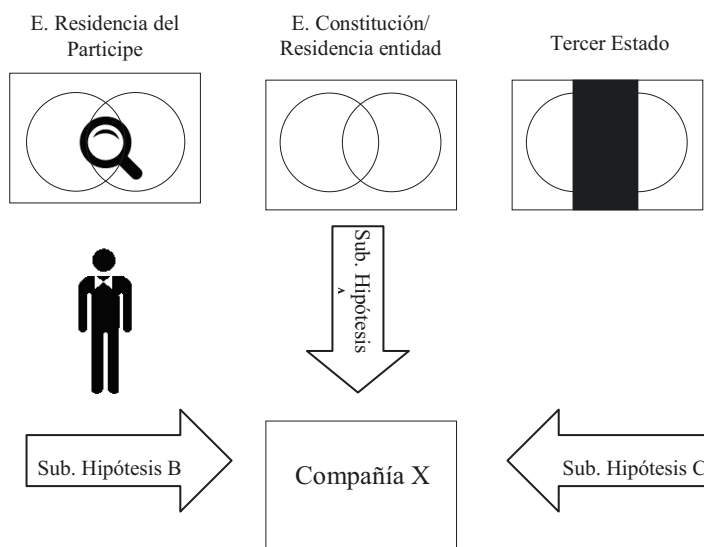 E. Residencia del
Participe
E. Constitución/
Residencia entidad
Tercer Estado
Sub. Hipótesis
Sub. Hipótesis B
Compañía X
Sub. Hipótesis C